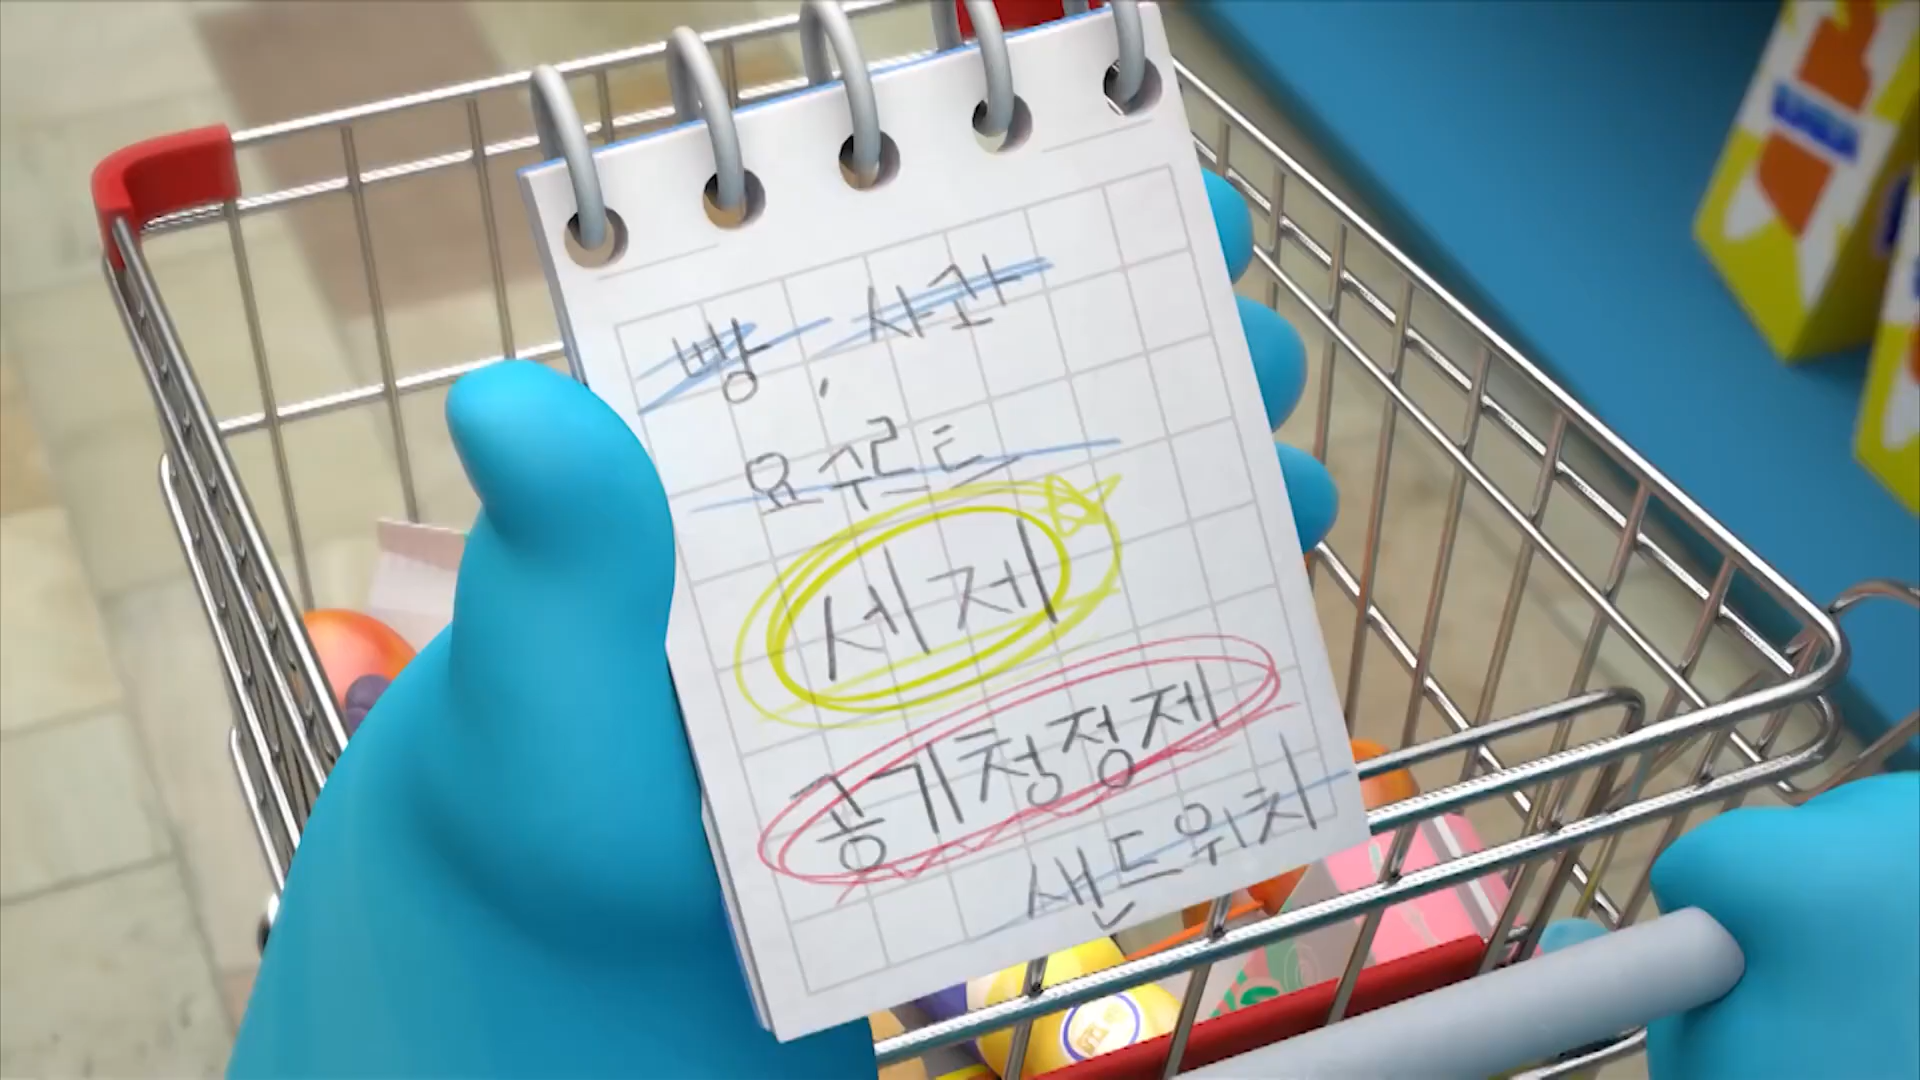 빵, 사과
요쿠르트
세제
공기청정제
샌드위치